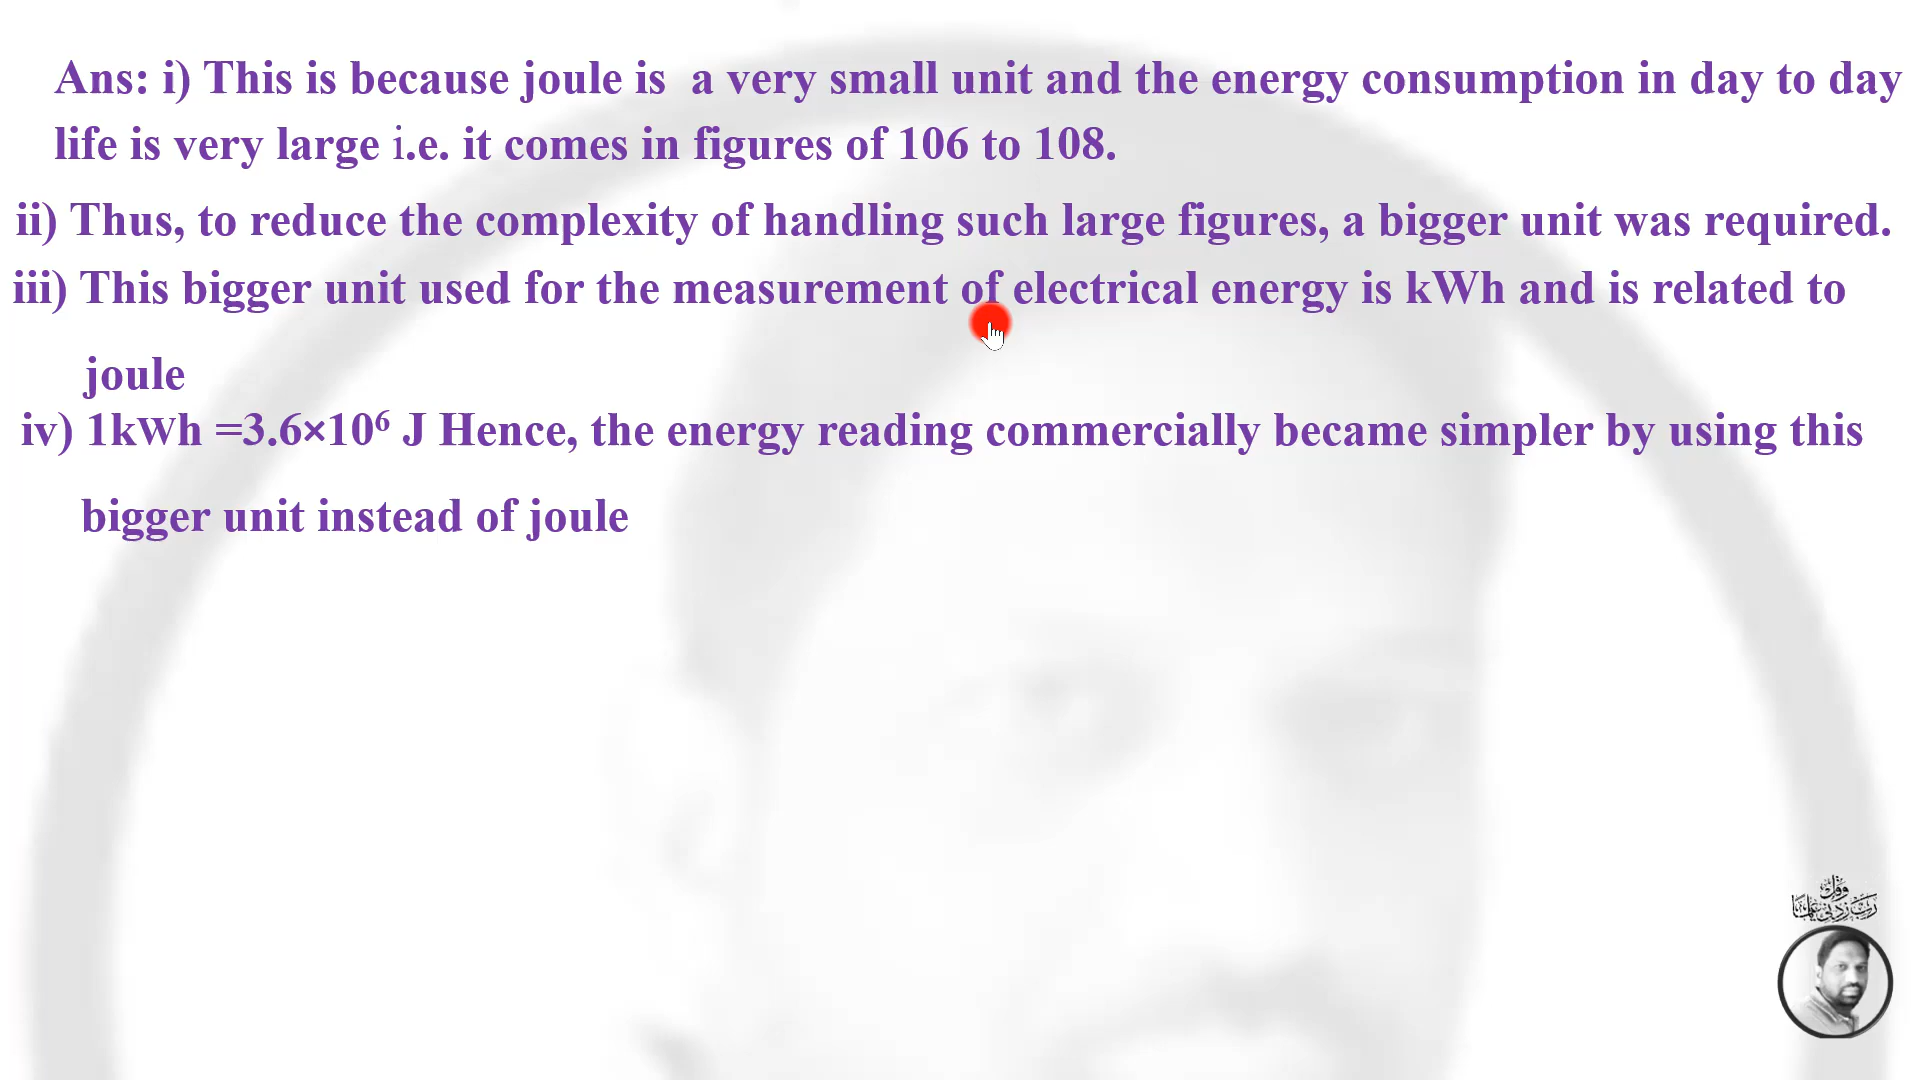 Ans: i) This is because joule is a very small unit and the energy consumption in day to day
life is very large i.e. it comes in figures of 106 to 108.
ii) Thus, to reduce the complexity of handling such large figures, a bigger unit was required.
iii) This bigger unit used for the measurement of electrical energy is kWh and is related to
joule
iv) 1kWh =3.6×10⁶ J Hence, the energy reading commercially became simpler by using this
bigger unit instead of joule
وقل
رب زدني علما